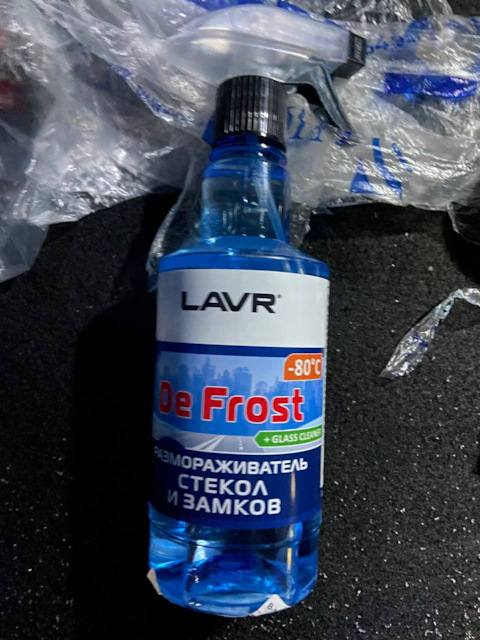 LAVR®
-80°C
De Frost
+ GLASS CLEANER
РАЗМОРАЖИВАТЕЛЬ
СТЕКОЛ
И ЗАМКОВ